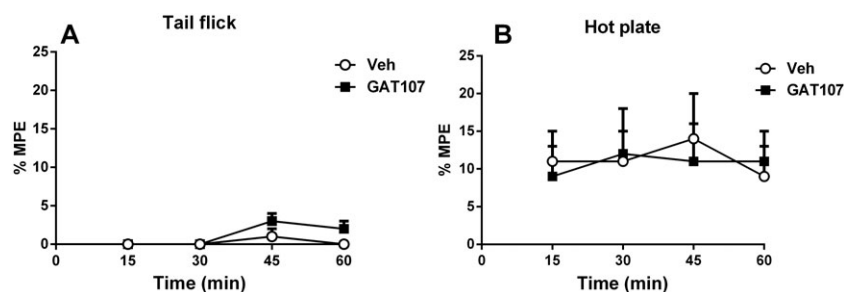 A
Tail flick
25
20
15
10
5
0
% MPE
0 15 30 45 60
Time (min)
Veh
GAT107
B
Hot plate
25
20
15
10
5
0
% MPE
0 15 30 45 60
Time (min)
Veh
GAT107